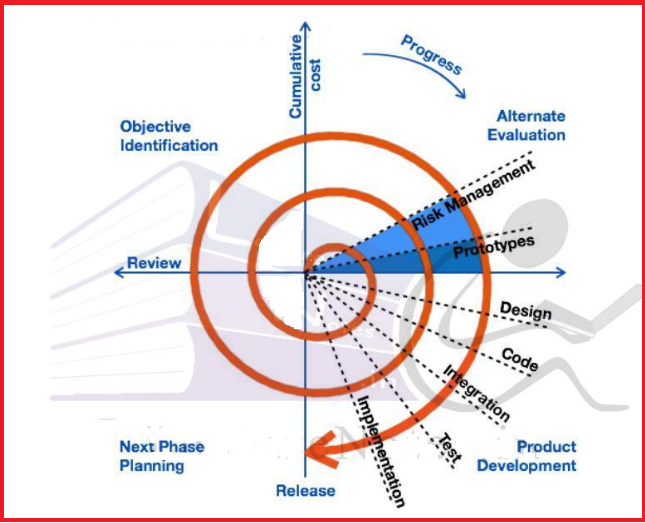 Cumulative
cost
Progress
Objective
Identification
Alternate
Evaluation
Risk Management
Prototypes
Review
Design
Code
Integration
Test
Implementation
Next Phase
Planning
Product
Development
Release